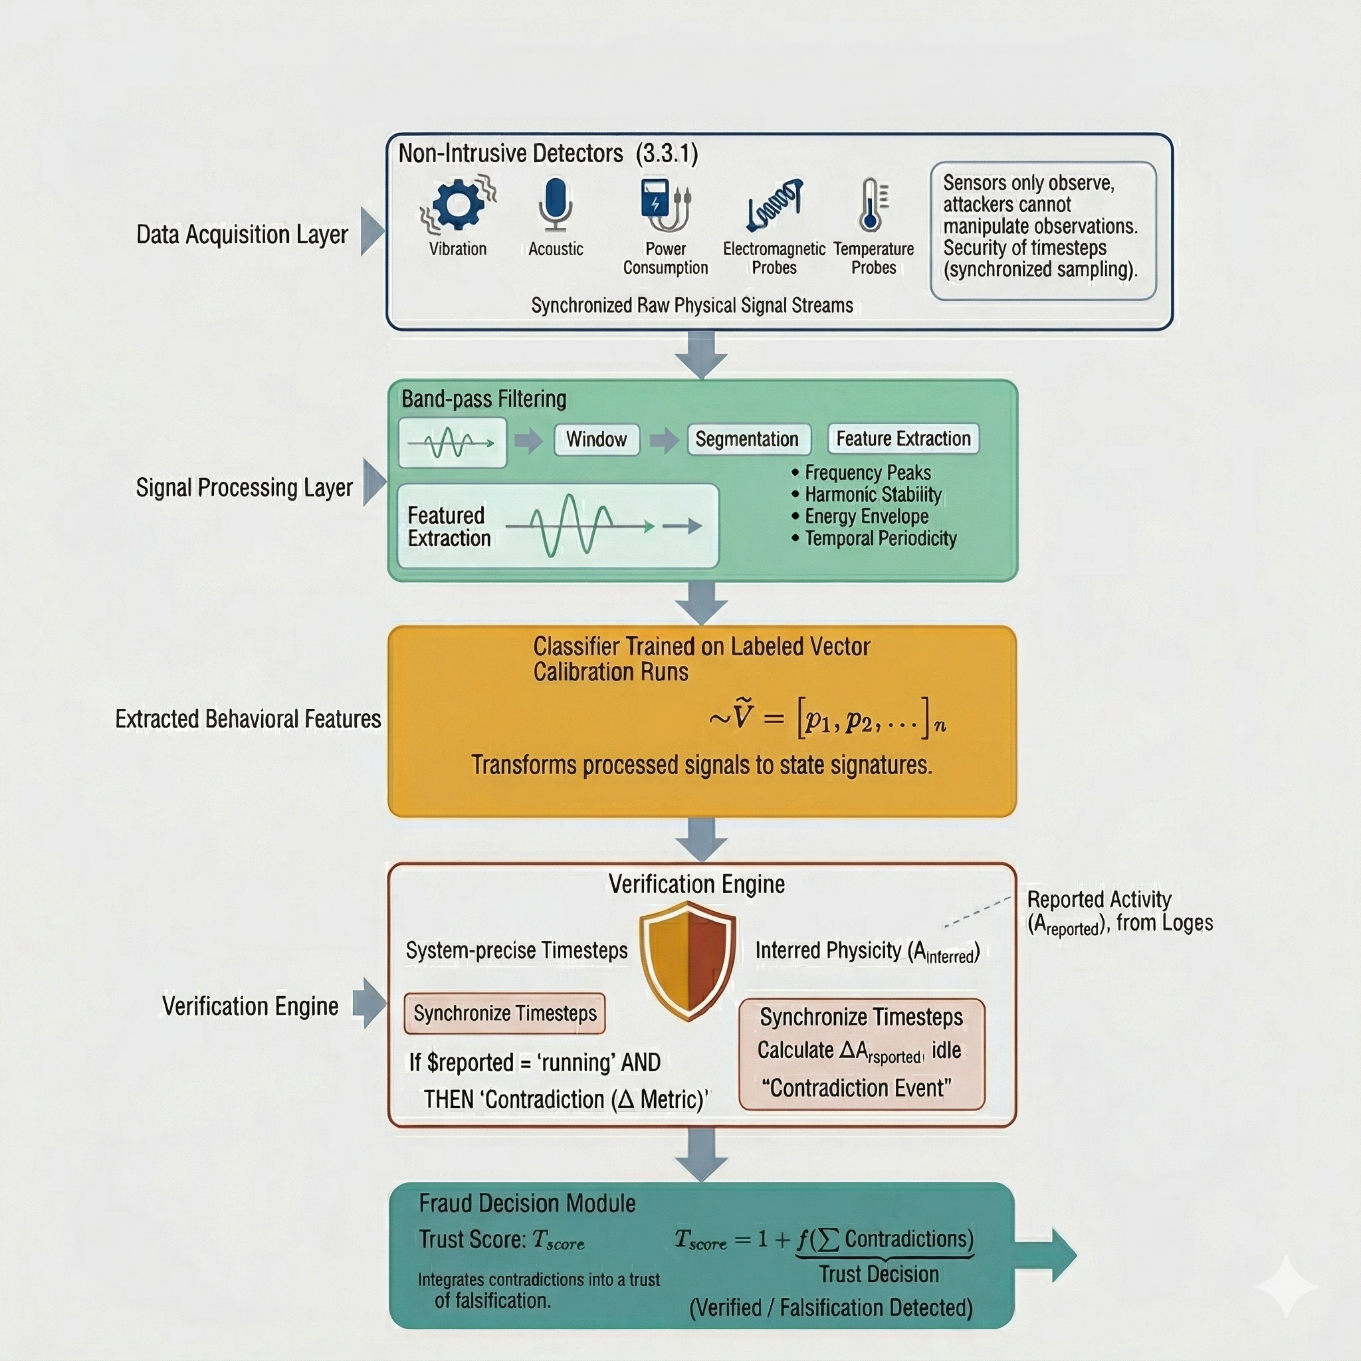 Non-Intrusive Detectors (3.3.1)
Data Acquisition Layer
Vibration
Acoustic
Power
Consumption
Electromagnetic
Probes
Temperature
Probes
Sensors only observe,
attackers cannot
manipulate observations.
Security of timesteps
(synchronized sampling).
Synchronized Raw Physical Signal Streams
Signal Processing Layer
Band-pass Filtering
Window
Segmentation
Feature Extraction
• Frequency Peaks
• Harmonic Stability
• Energy Envelope
• Temporal Periodicity
Featured
Extraction
Extracted Behavioral Features
Classifier Trained on Labeled Vector
Calibration Runs
~Ṽ = [p₁, p₂, ...]ₙ
Transforms processed signals to state signatures.
Verification Engine
Verification Engine
System-precise Timesteps
Inferred Physicity (A_inferred)
Reported Activity
(A_reported), from Loges
Synchronize Timesteps
If $reported = ‘running’ AND
THEN ‘Contradiction (Δ Metric)’
Synchronize Timesteps
Calculate ΔA_rsported, idle
“Contradiction Event”
Fraud Decision Module
Trust Score: T_score
Integrates contradictions into a trust
of falsification.
T_score = 1 + f(∑ Contradictions)
Trust Decision
(Verified / Falsification Detected)